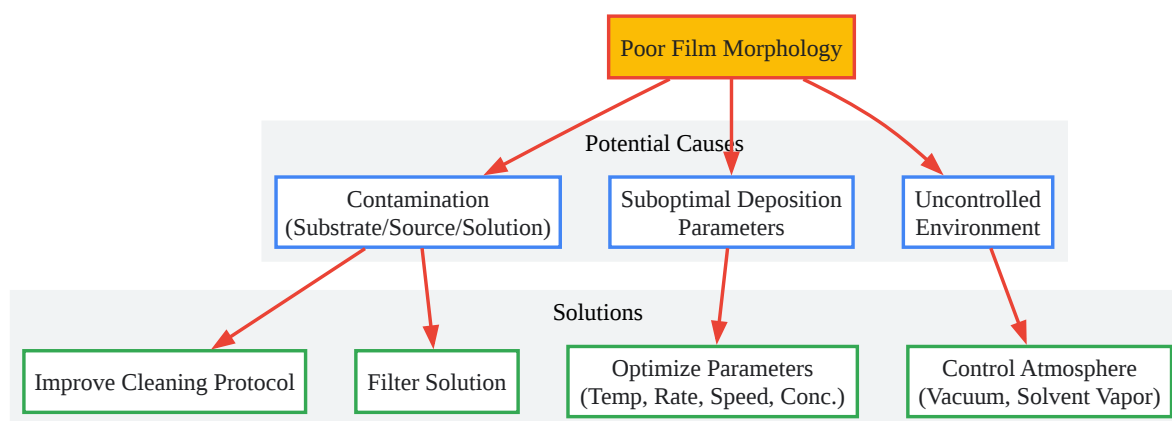 Poor Film Morphology
Potential Causes
Contamination
(Substrate/Source/Solution)
Suboptimal Deposition
Parameters
Uncontrolled
Environment
Solutions
Improve Cleaning Protocol
Filter Solution
Optimize Parameters
(Temp, Rate, Speed, Conc.)
Control Atmosphere
(Vacuum, Solvent Vapor)